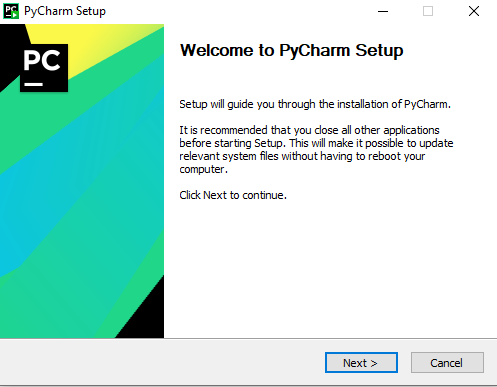 PyCharm Setup
PC
Welcome to PyCharm Setup
Setup will guide you through the installation of PyCharm.
It is recommended that you close all other applications
before starting Setup. This will make it possible to update
relevant system files without having to reboot your
computer.
Click Next to continue.
Next >
Cancel